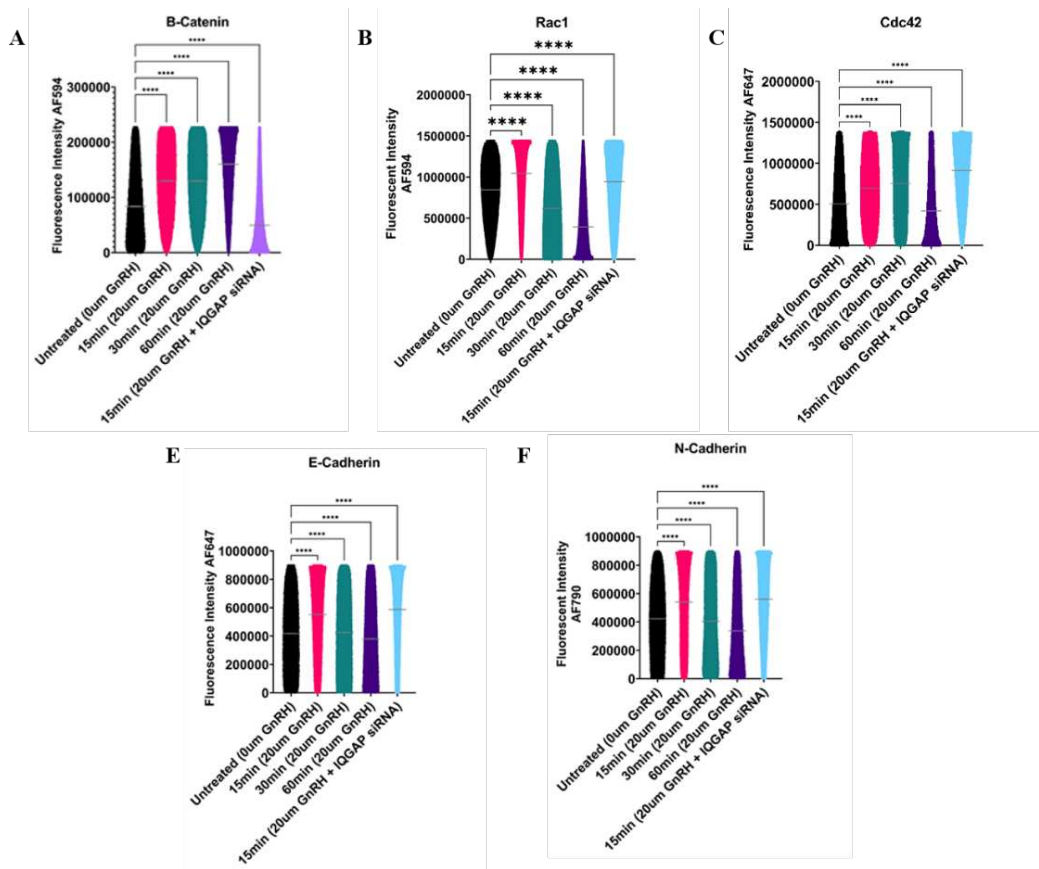 A
B-Catenin
****
****
****
****
Fluorescence Intensity AF594
300000
200000
100000
0
Untreated (0um GnRH)
15min (20um GnRH)
30min (20um GnRH)
60min (20um GnRH)
15min (20um GnRH + IQGAP siRNA)
B
Rac1
****
****
****
****
Fluorescent Intensity
AF594
2000000
1500000
1000000
500000
0
Untreated (0um GnRH)
15min (20um GnRH)
30min (20um GnRH)
60min (20um GnRH)
15min (20um GnRH + IQGAP siRNA)
C
Cdc42
****
****
****
****
Fluorescence Intensity AF647
2000000
1500000
1000000
500000
0
Untreated (0um GnRH)
15min (20um GnRH)
30min (20um GnRH)
60min (20um GnRH)
15min (20um GnRH + IQGAP siRNA)
E
E-Cadherin
****
****
****
****
Fluorescence Intensity AF647
1000000
800000
600000
400000
200000
0
Untreated (0um GnRH)
15min (20um GnRH)
30min (20um GnRH)
60min (20um GnRH)
15min (20um GnRH + IQGAP siRNA)
F
N-Cadherin
****
****
****
****
Fluorescent Intensity
AF790
1000000
800000
600000
400000
200000
0
Untreated (0um GnRH)
15min (20um GnRH)
30min (20um GnRH)
60min (20um GnRH)
15min (20um GnRH + IQGAP siRNA)